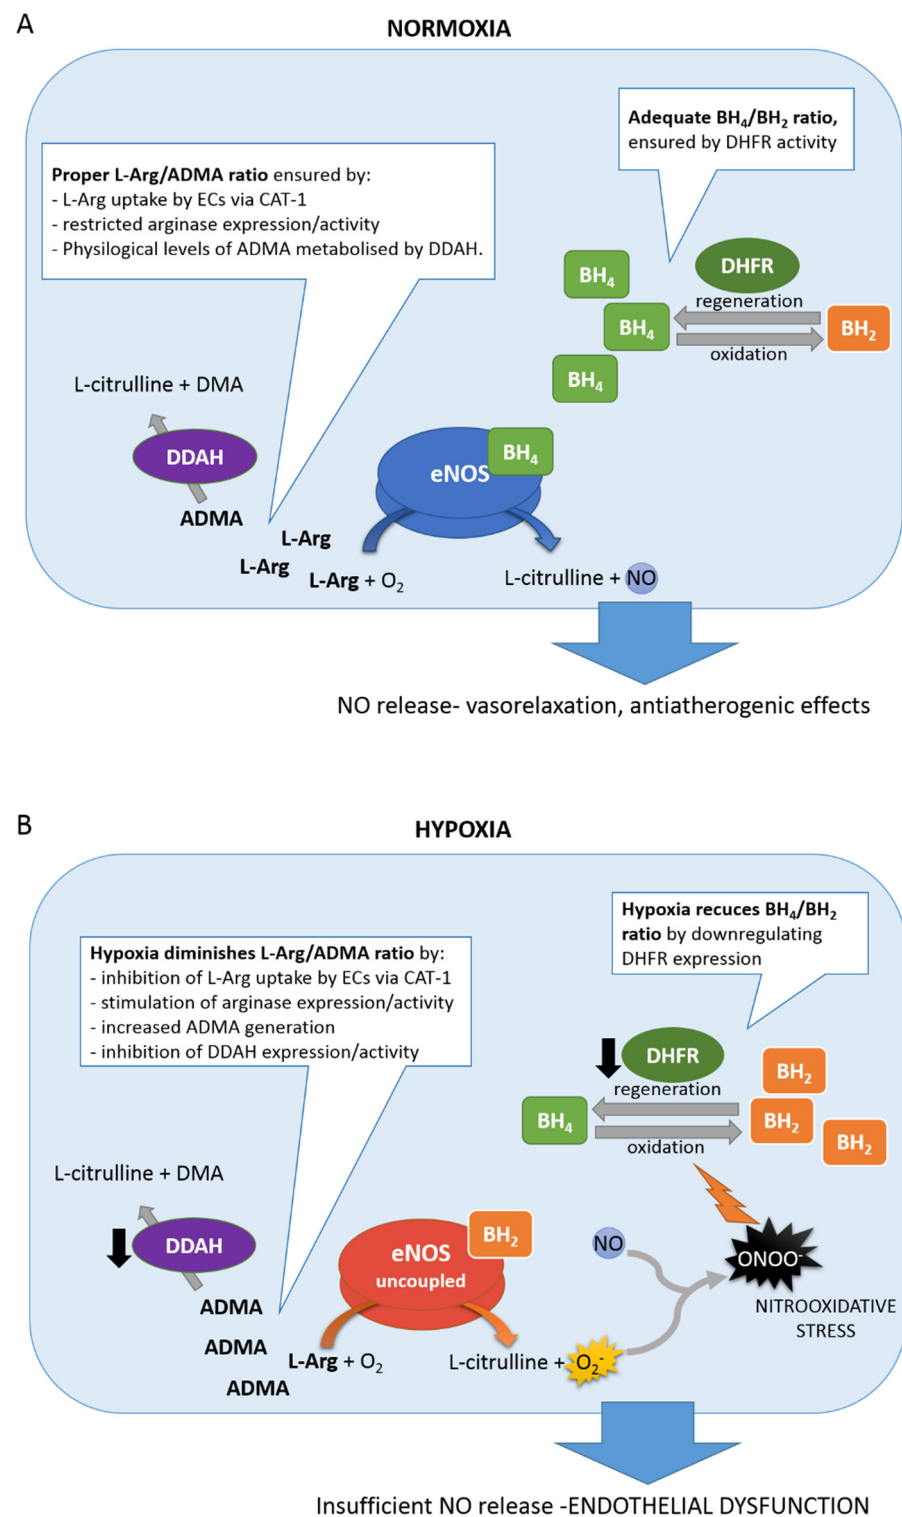 A
NORMOXIA
Adequate BH₄/BH₂ ratio,
ensured by DHFR activity
Proper L-Arg/ADMA ratio ensured by:
- L-Arg uptake by ECs via CAT-1
- restricted arginase expression/activity
- Physilogical levels of ADMA metabolised by DDAH.
DHFR
BH₄
regeneration
BH₄
BH₂
oxidation
BH₄
L-citrulline + DMA
DDAH
BH₄
eNOS
ADMA
L-Arg
L-Arg
L-Arg + O₂
L-citrulline + NO
NO release- vasorelaxation, antiatherogenic effects
B
HYPOXIA
Hypoxia recuces BH₄/BH₂
ratio by downregulating
DHFR expression
Hypoxia diminishes L-Arg/ADMA ratio by:
- inhibition of L-Arg uptake by ECs via CAT-1
- stimulation of arginase expression/activity
- increased ADMA generation
- inhibition of DDAH expression/activity
DHFR
BH₂
regeneration
BH₄
BH₂
BH₂
oxidation
L-citrulline + DMA
DDAH
BH₂
eNOS
uncoupled
NO
ONOO⁻
NITROOXIDATIVE
STRESS
ADMA
ADMA
L-Arg + O₂
L-citrulline + O₂⁻
ADMA
Insufficient NO release -ENDOTHELIAL DYSFUNCTION